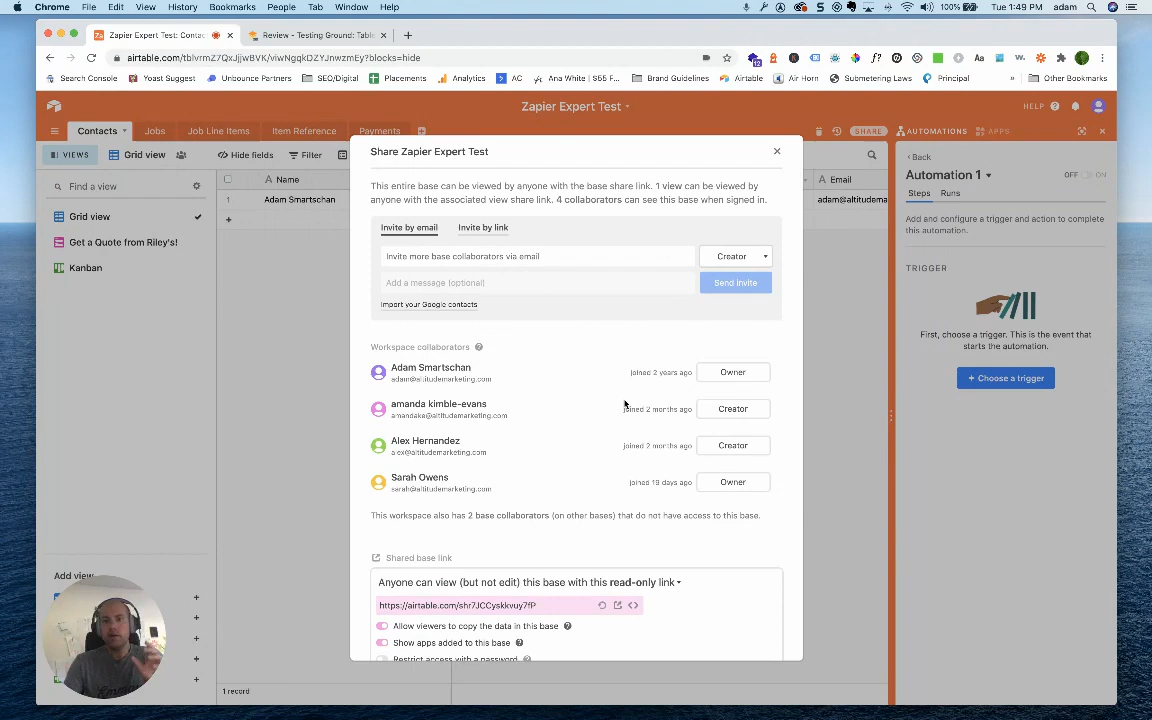 Chrome File Edit View History Bookmarks People Tab Window Help
100% Tue 1:49 PM adam
Zapier Expert Test: Contac
Review - Testing Ground: Table
airtable.com/tblvrmZ7QxJjjwBVK/viwNgqkDZYJnwzmEy?blocks=hide
Search Console Yoast Suggest Unbounce Partners SEO/Digital Placements Analytics AC Ana White | $55 F... Brand Guidelines Airtable Air Horn Submetering Laws Principal » Other Bookmarks
Zapier Expert Test
HELP
Contacts Jobs Job Line Items Item Reference Payments
SHARE AUTOMATIONS APPS
VIEWS Grid view Hide fields Filter
Find a view
Name
Email
1 Adam Smartschan
adam@altitudema
Grid view
Get a Quote from Riley's!
Kanban
Add view
1 record
Share Zapier Expert Test
This entire base can be viewed by anyone with the base share link. 1 view can be viewed by
anyone with the associated view share link. 4 collaborators can see this base when signed in.
Invite by email Invite by link
Invite more base collaborators via email
Creator
Add a message (optional)
Send invite
Import your Google contacts
Workspace collaborators
Adam Smartschan
adam@altitudemarketing.com
joined 2 years ago Owner
amanda kimble-evans
amandake@altitudemarketing.com
joined 2 months ago Creator
Alex Hernandez
alex@altitudemarketing.com
joined 2 months ago Creator
Sarah Owens
sarah@altitudemarketing.com
joined 19 days ago Owner
This workspace also has 2 base collaborators (on other bases) that do not have access to this base.
Shared base link
Anyone can view (but not edit) this base with this read-only link
https://airtable.com/shr7JCCyskkvuy7fP
Allow viewers to copy the data in this base
Show apps added to this base
Restrict access with a password
Back
Automation 1
OFF ON
Steps Runs
Add and configure a trigger and action to complete
this automation.
TRIGGER
First, choose a trigger. This is the event that
starts the automation.
+ Choose a trigger